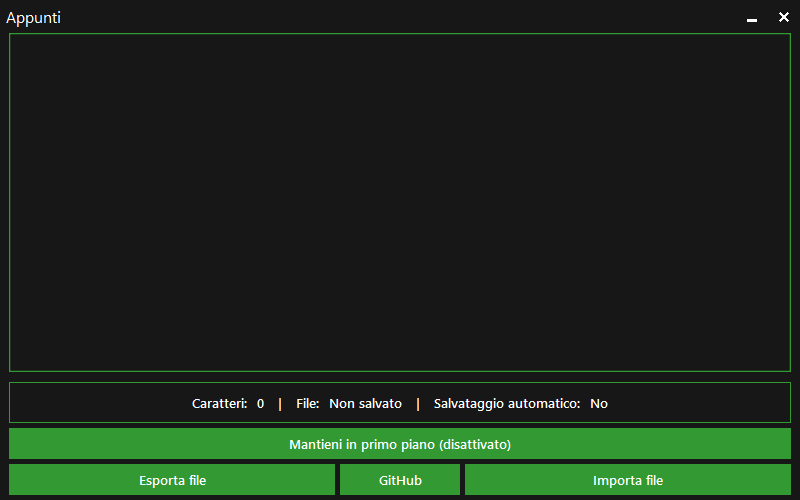 Appunti
Caratteri: 0 | File: Non salvato | Salvataggio automatico: No
Mantieni in primo piano (disattivato)
Esporta file GitHub Importa file